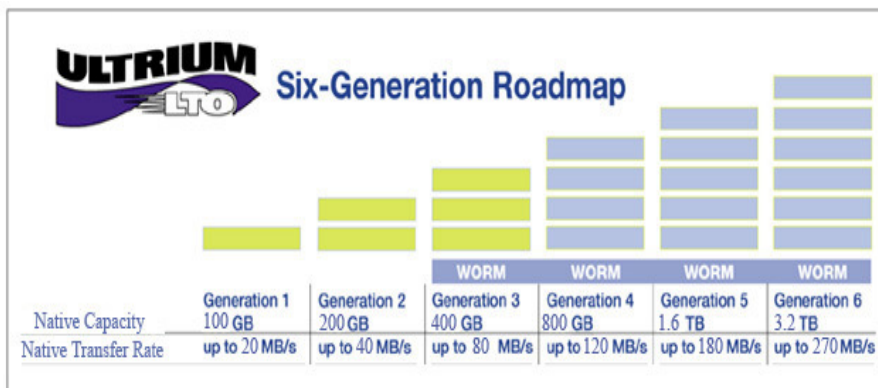 ULTRIUM
LTO
Six-Generation Roadmap
WORM WORM WORM WORM
Generation 1 Generation 2 Generation 3 Generation 4 Generation 5 Generation 6
Native Capacity 100 GB 200 GB 400 GB 800 GB 1.6 TB 3.2 TB
Native Transfer Rate up to 20 MB/s up to 40 MB/s up to 80 MB/s up to 120 MB/s up to 180 MB/s up to 270 MB/s